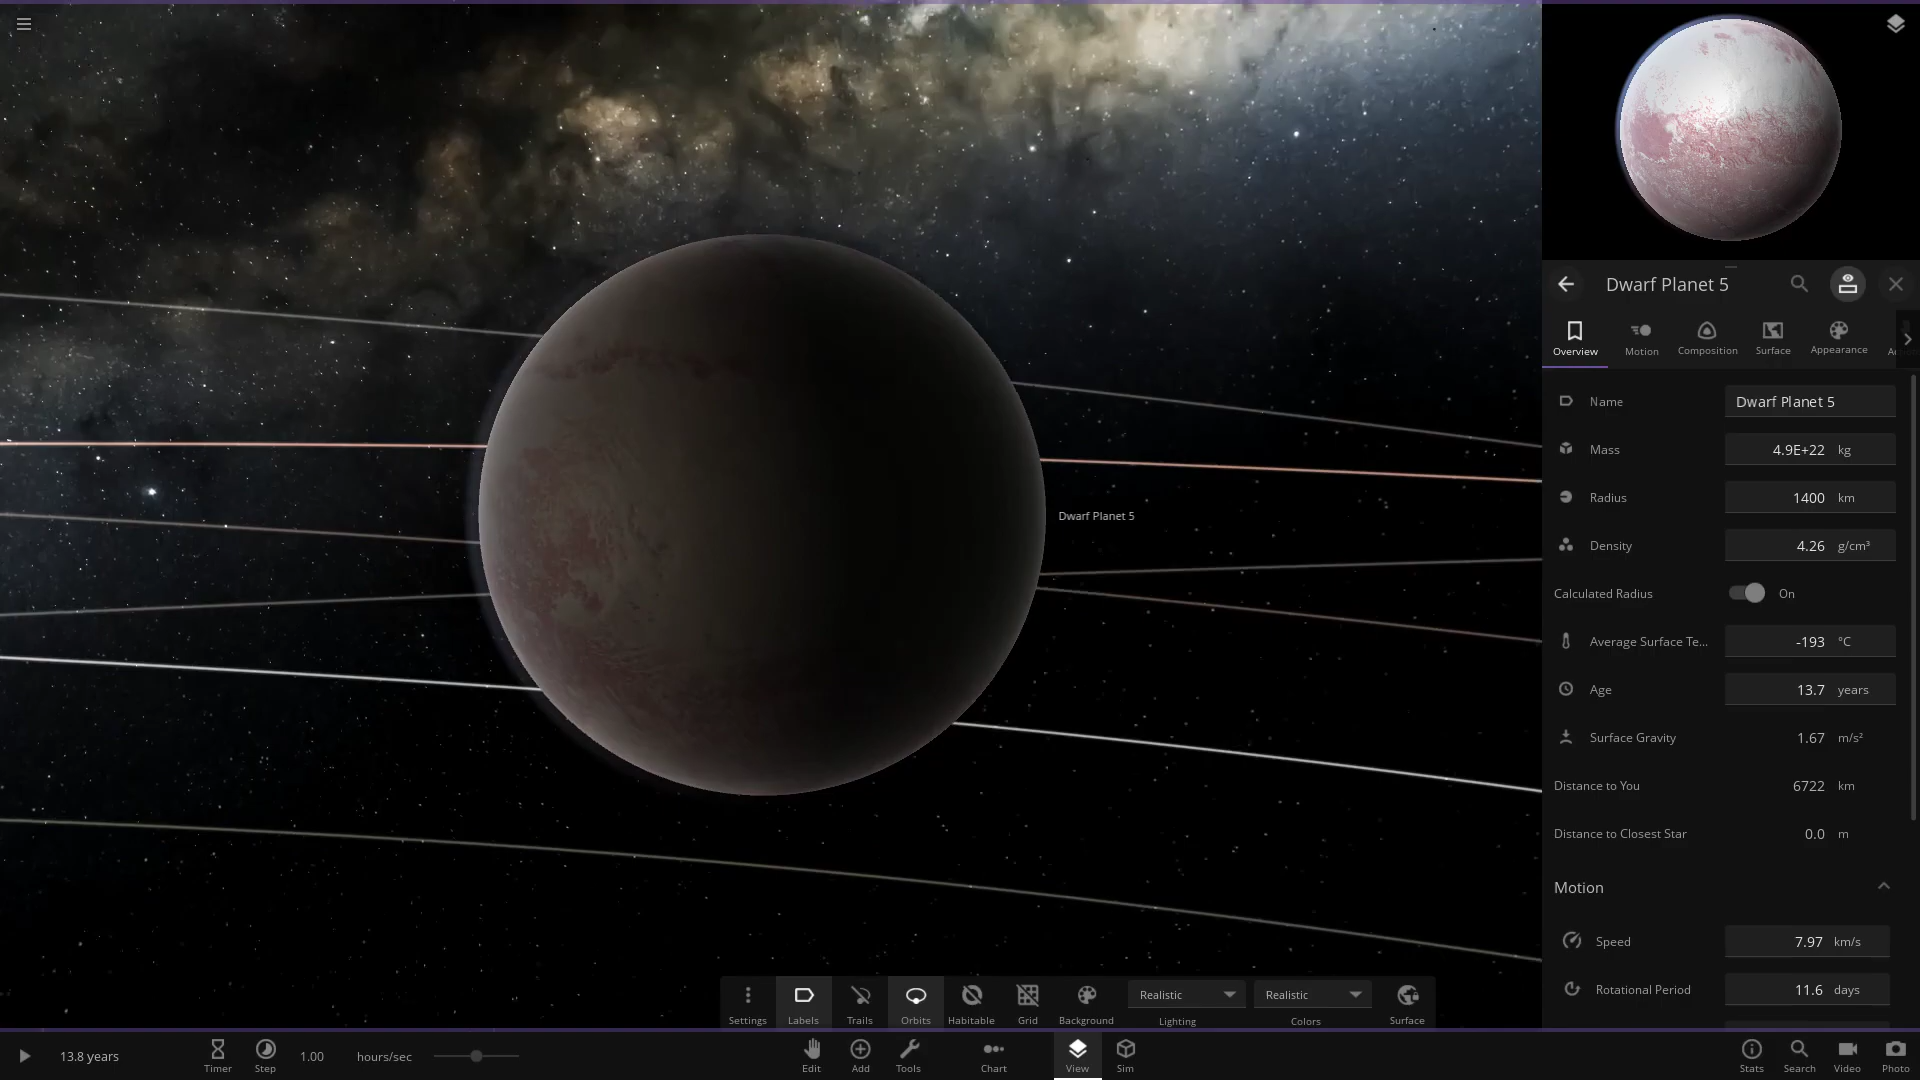 Dwarf Planet 5
Overview
Motion
Composition
Surface
Appearance
Name
Dwarf Planet 5
Mass
4.9E+22 kg
Radius
1400 km
Density
4.26 g/cm³
Calculated Radius
On
Average Surface Te...
-193 °C
Age
13.7 years
Surface Gravity
1.67 m/s²
Distance to You
6722 km
Distance to Closest Star
0.0 m
Motion
Speed
7.97 km/s
Rotational Period
11.6 days
Dwarf Planet 5
Settings
Labels
Trails
Orbits
Habitable
Grid
Background
Realistic
Lighting
Realistic
Colors
Surface
13.8 years
Timer
Step
1.00 hours/sec
Edit
Add
Tools
Chart
View
Sim
Stats
Search
Video
Photo